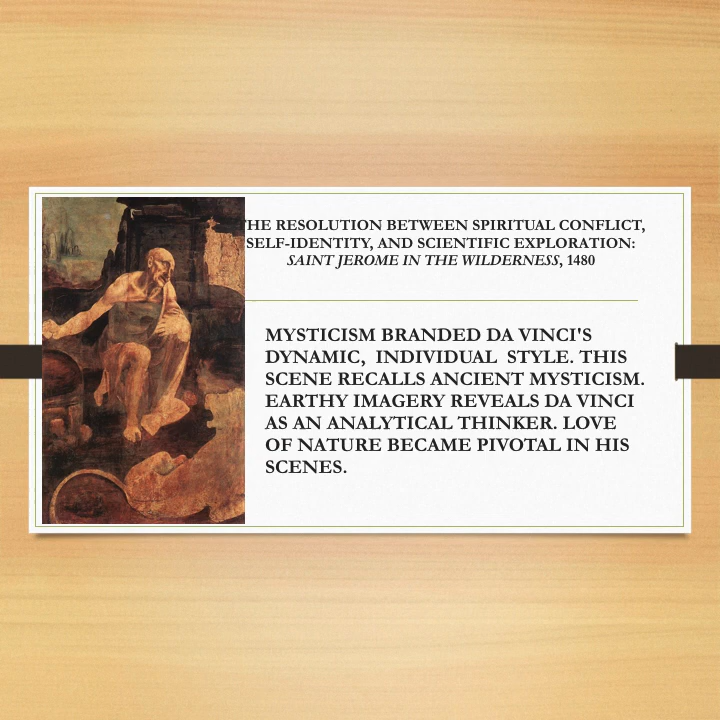 THE RESOLUTION BETWEEN SPIRITUAL CONFLICT,
SELF-IDENTITY, AND SCIENTIFIC EXPLORATION:
SAINT JEROME IN THE WILDERNESS, 1480
MYSTICISM BRANDED DA VINCI'S
DYNAMIC, INDIVIDUAL STYLE. THIS
SCENE RECALLS ANCIENT MYSTICISM.
EARTHY IMAGERY REVEALS DA VINCI
AS AN ANALYTICAL THINKER. LOVE
OF NATURE BECAME PIVOTAL IN HIS
SCENES.